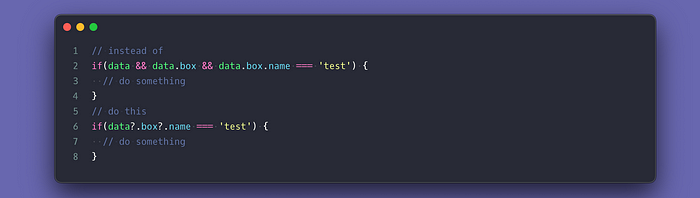 1 // instead of
2 if(data && data.box && data.box.name === 'test') {
3   // do something
4 }
5 // do this
6 if(data?.box?.name === 'test') {
7   // do something
8 }